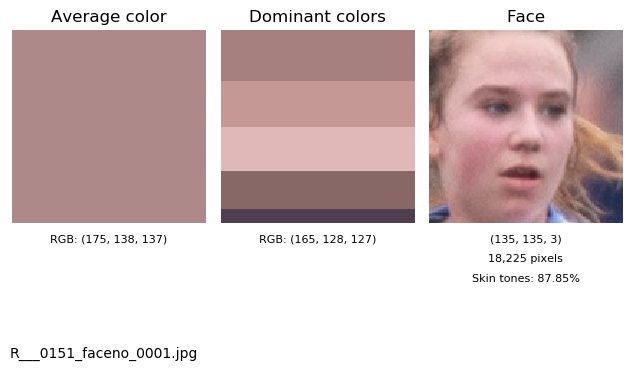 Average color
Dominant colors
Face
RGB: (175, 138, 137)
RGB: (165, 128, 127)
(135, 135, 3)
18,225 pixels
Skin tones: 87.85%
R___0151_faceno_0001.jpg